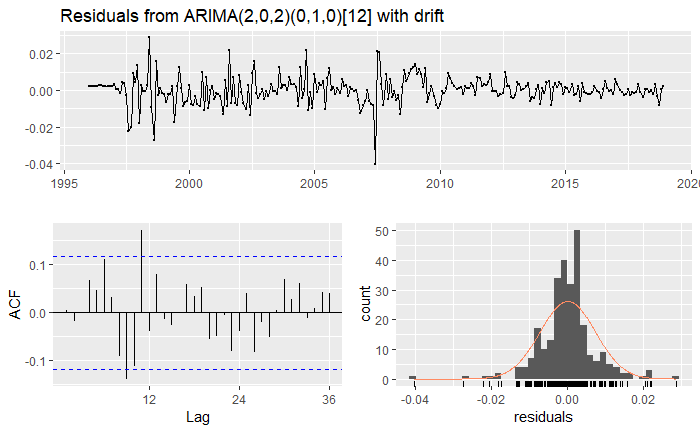 Residuals from ARIMA(2,0,2)(0,1,0)[12] with drift
0.02
0.00
-0.02
-0.04
1995 2000 2005 2010 2015 2020
0.1
0.0
-0.1
ACF
12 24 36
Lag
50
40
30
20
10
0
count
-0.04 -0.02 0.00 0.02
residuals